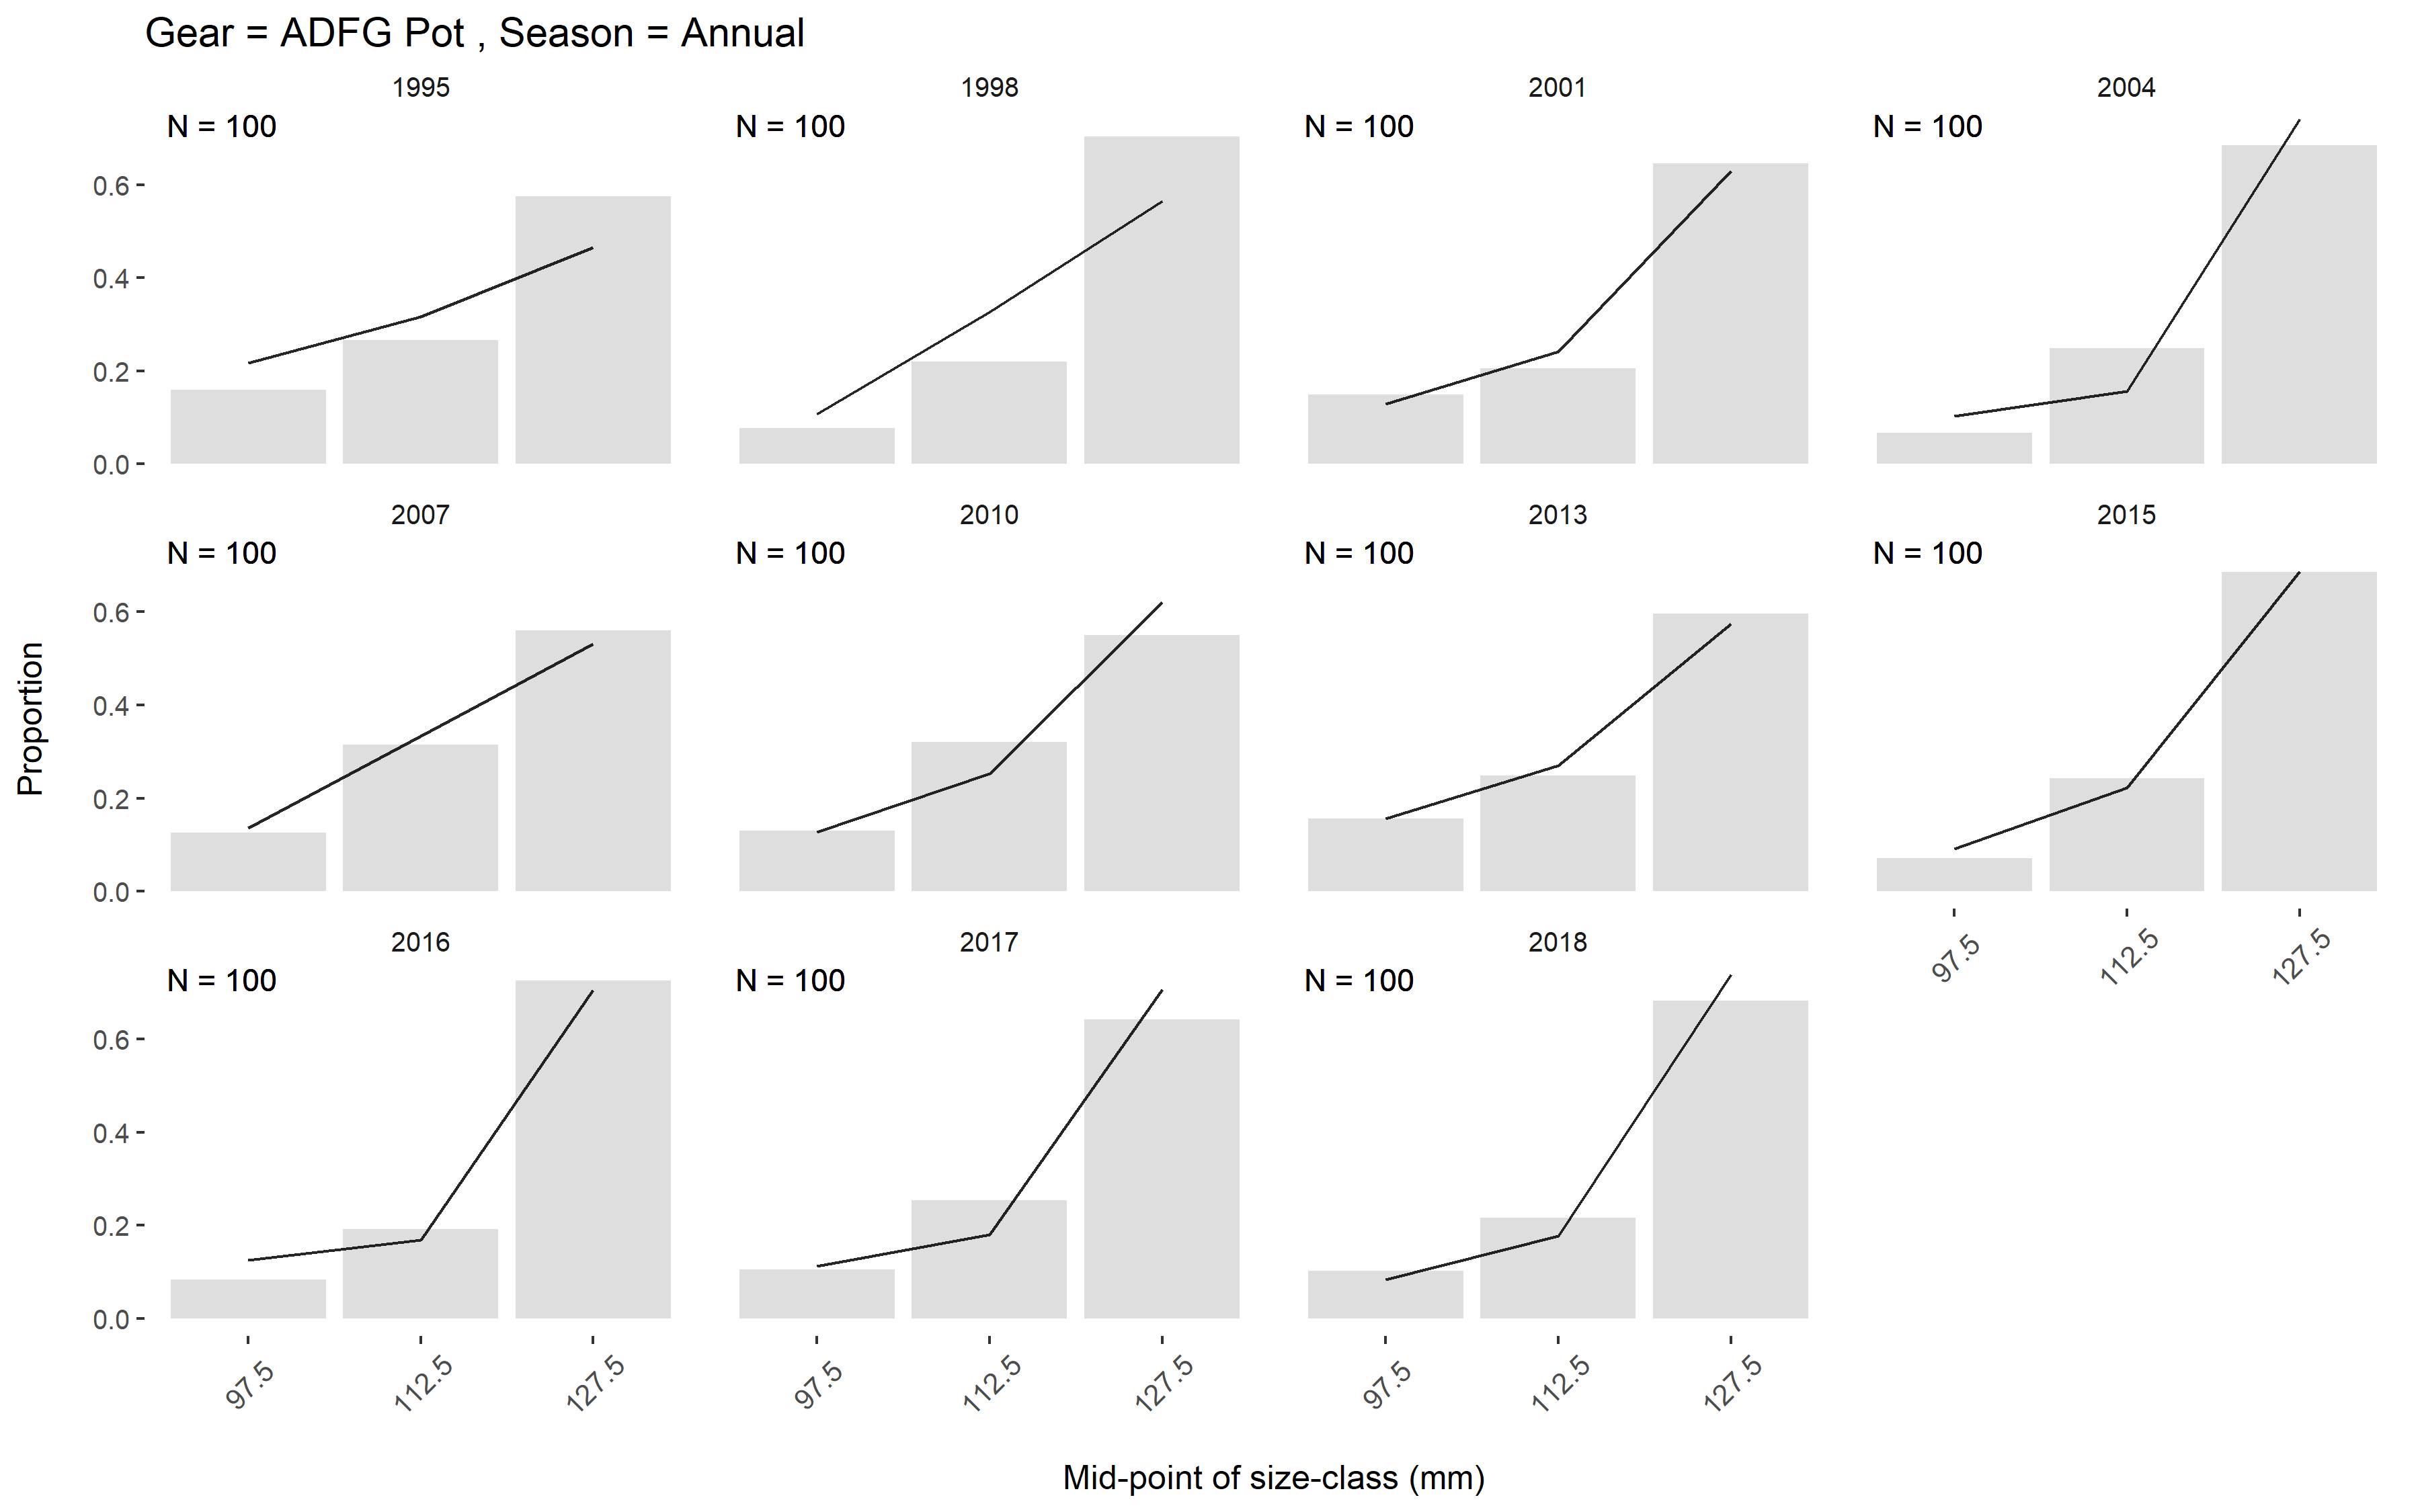 Gear = ADFG Pot , Season = Annual
1995 1998 2001 2004
N = 100 N = 100 N = 100 N = 100
0.6
0.4
0.2
0.0
2007 2010 2013 2015
N = 100 N = 100 N = 100 N = 100
0.6
0.4
0.2
0.0
Proportion
97.5 112.5 127.5
2016 2017 2018
N = 100 N = 100 N = 100
0.6
0.4
0.2
0.0
97.5 112.5 127.5 97.5 112.5 127.5 97.5 112.5 127.5
Mid-point of size-class (mm)